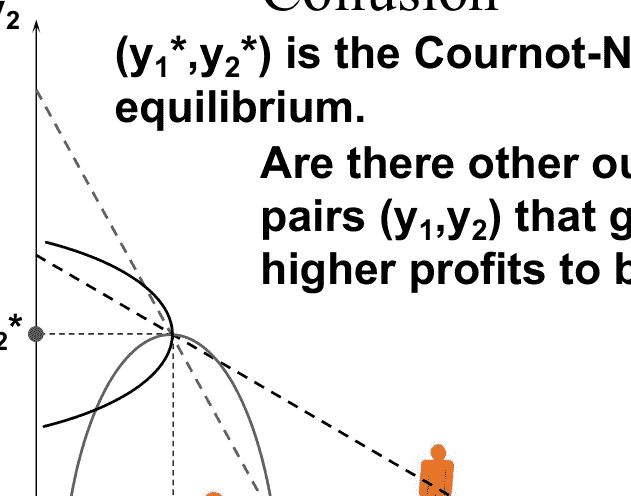 Collusion
y₂
(y₁*,y₂*) is the Cournot-N
equilibrium.
Are there other ou
pairs (y₁,y₂) that g
higher profits to b
₂*